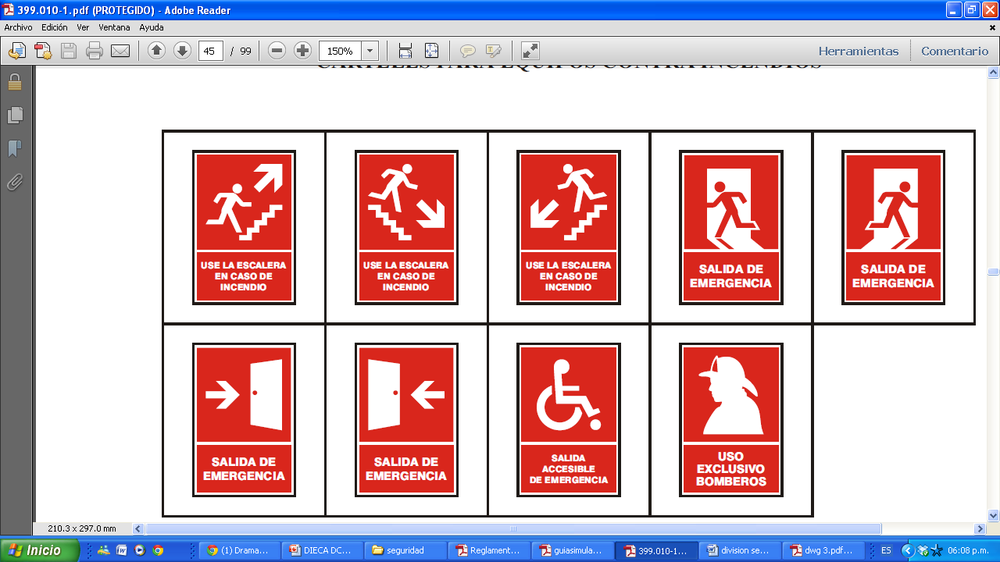 399.010-1.pdf (PROTEGIDO) - Adobe Reader
Archivo Edición Ver Ventana Ayuda
45 / 99 150% Herramientas Comentario
CARTELES PARA EQUIPOS CONTRA INCENDIOS
USE LA ESCALERA
EN CASO DE
INCENDIO
USE LA ESCALERA
EN CASO DE
INCENDIO
USE LA ESCALERA
EN CASO DE
INCENDIO
SALIDA DE
EMERGENCIA
SALIDA DE
EMERGENCIA
SALIDA DE
EMERGENCIA
SALIDA DE
EMERGENCIA
SALIDA
ACCESIBLE
DE EMERGENCIA
USO
EXCLUSIVO
BOMBEROS
210.3 x 297.0 mm
Inicio (1) Drama... DIECA DC... seguridad Reglament... guiasimula... 399.010-1... division se... dwg 3.pdf... ES 06:08 p.m.